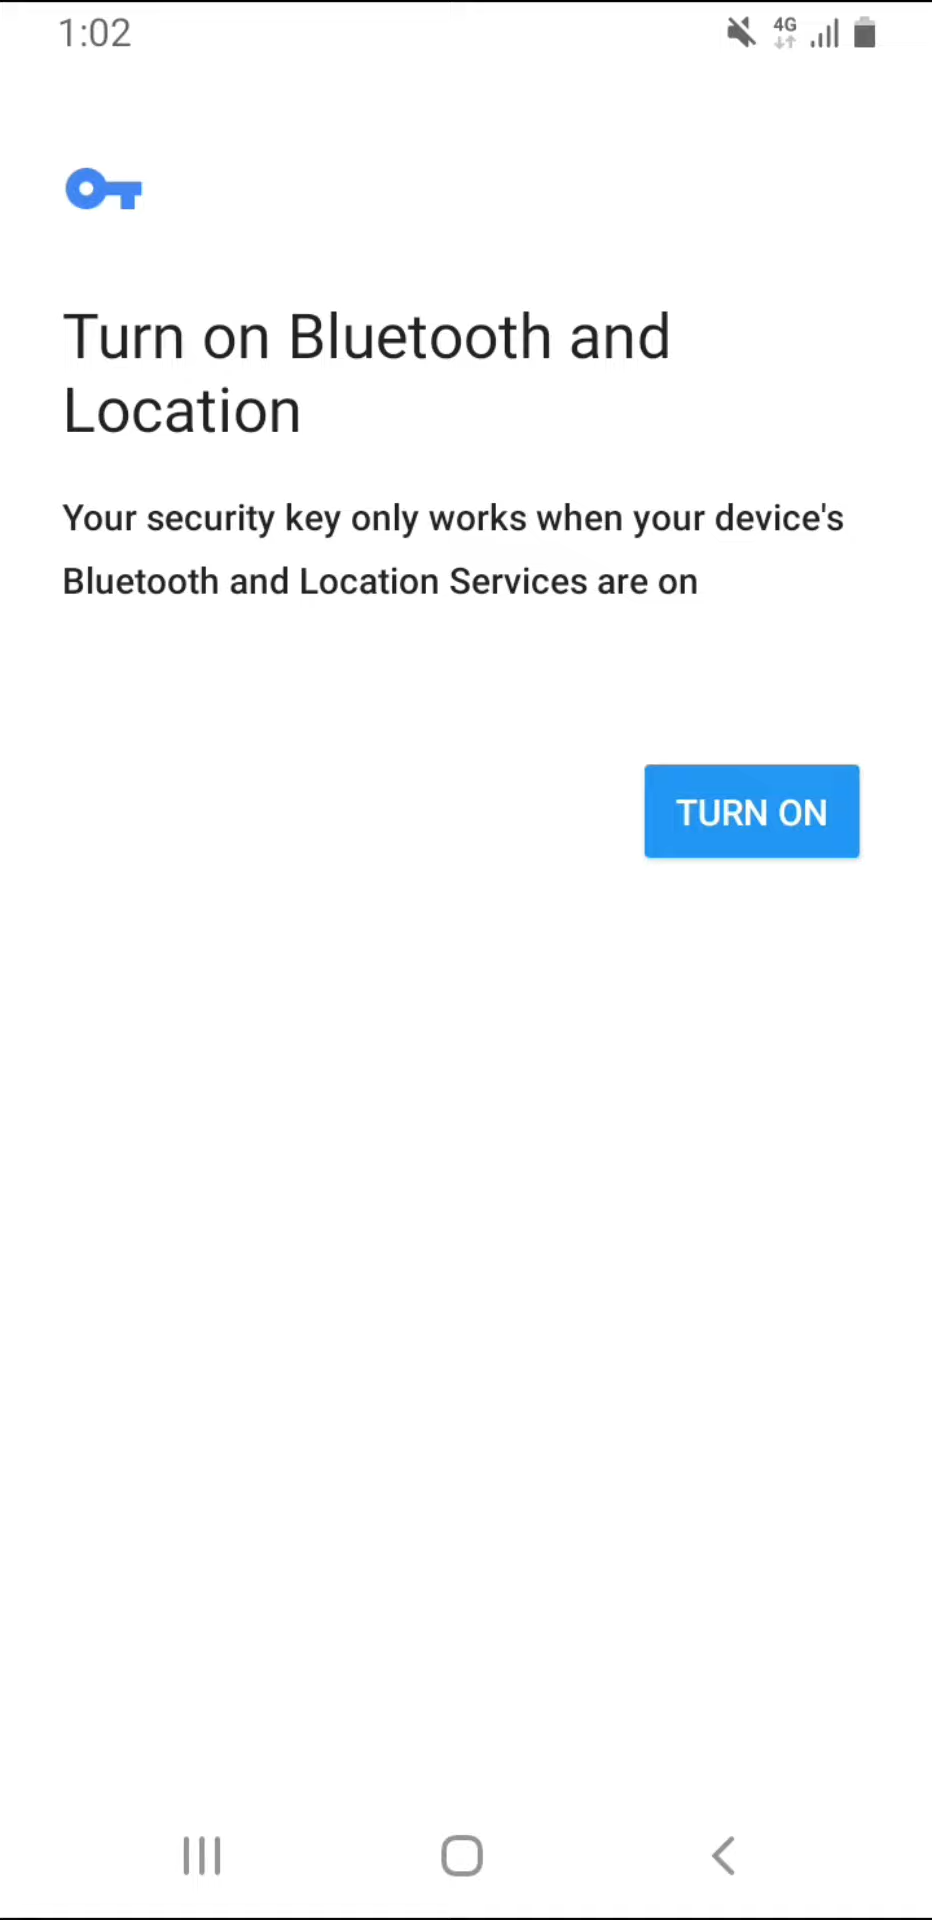 1:02
4G
Turn on Bluetooth and
Location
Your security key only works when your device's
Bluetooth and Location Services are on
TURN ON